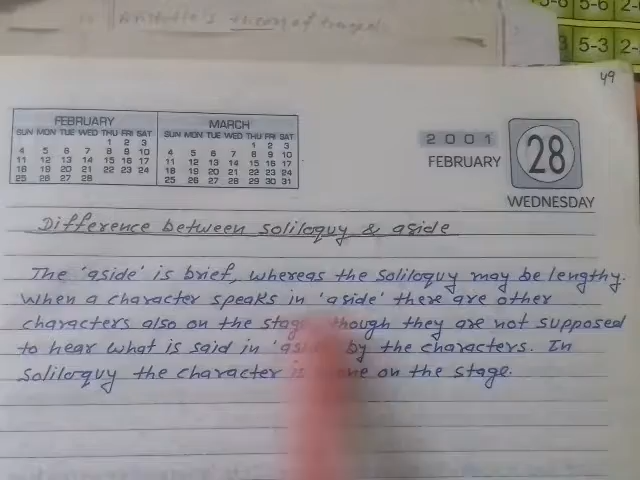 Aristotle's theory of tragedy
5-6 5-6 2-
3 5-3 2-
49
FEBRUARY
SUN MON TUE WED THU FRI SAT
1 2 3
4 5 6 7 8 9 10
11 12 13 14 15 16 17
18 19 20 21 22 23 24
25 26 27 28
MARCH
SUN MON TUE WED THU FRI SAT
1 2 3
4 5 6 7 8 9 10
11 12 13 14 15 16 17
18 19 20 21 22 23 24
25 26 27 28 29 30 31
2001
FEBRUARY
28
WEDNESDAY
Difference between soliloquy & aside
The 'aside' is brief, whereas the soliloquy may be lengthy.
When a character speaks in 'aside' there are other
characters also on the stage though they are not supposed
to hear what is said in 'as by the characters. In
soliloquy the character is on the stage.